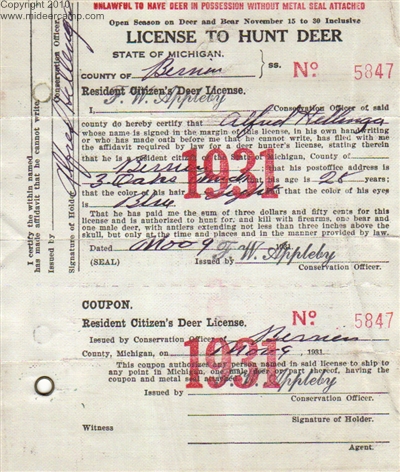 Copyright 2010
www.mideercamp.com
UNLAWFUL TO HAVE DEER IN POSSESSION WITHOUT METAL SEAL ATTACHED
Open Season on Deer and Bear November 15 to 30 Inclusive
LICENSE TO HUNT DEER
STATE OF MICHIGAN,
COUNTY OF Berrien ss. No. 5847
Resident Citizen's Deer License.
I, F. W. Appleby Conservation Officer of said
county do hereby certify that Alfred Hellenga
whose name is signed in the margin of this license, in his own handwriting
or who has made oath before me that he cannot write, has filed with me
the affidavit required by law for a deer hunter's license, stating therein
that he is a resident citizen of the State of Michigan, County of
Berrien his postoffice address is
3 Oaks Mich his age is 20 years;
that the color of his hair that the color of his eyes
is Blue
That he has paid me the sum of three dollars and fifty cents for this
license and is authorized to hunt for, and kill with firearms, one bear and
one male deer, with antlers extending not less than three inches above the
skull, but only at the time and places and in the manner provided by law.
Dated Nov 9 193
(SEAL) Issued by F. W. Appleby
Conservation Officer.
1931
I certify the within named
has made affidavit that he cannot write.
Conservation Officer.
Signature of Holder Alfred Hellenga
COUPON.
Resident Citizen's Deer License. No. 5847
Issued by Conservation Officer of Berrien
County, Michigan, on Nov 9 1931.
This coupon authorizes the person named in said license to ship to
any point in Michigan, one male deer or part thereof, having the
coupon and metal seal attached.
1931
Issued by F. W. Appleby
Conservation Officer.
Signature of Holder.
Witness
Agent.